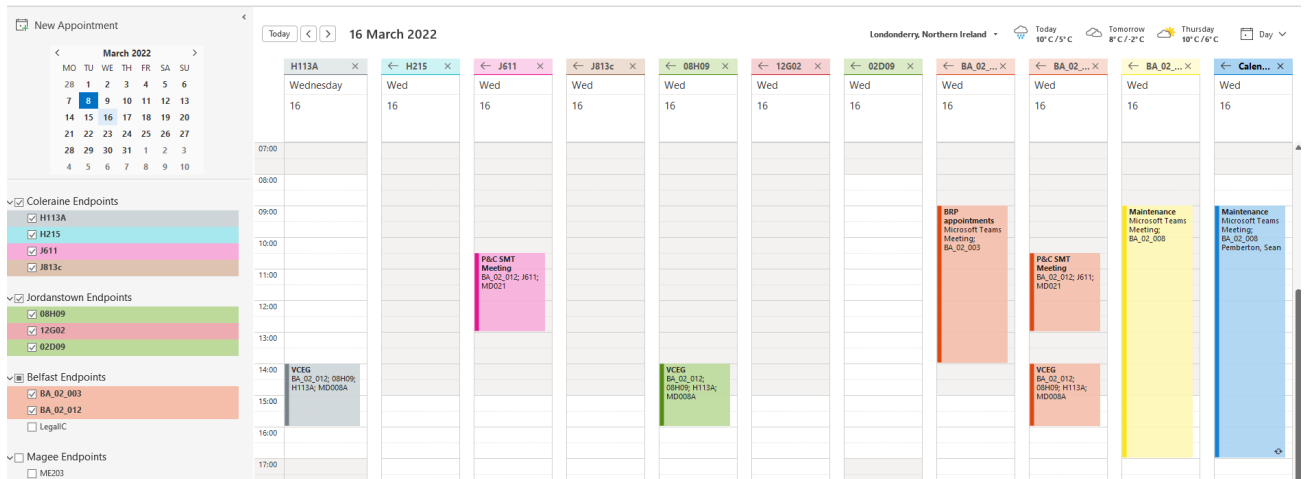 New Appointment
March 2022
MO TU WE TH FR SA SU
28 1 2 3 4 5 6
7 8 9 10 11 12 13
14 15 16 17 18 19 20
21 22 23 24 25 26 27
28 29 30 31 1 2 3
4 5 6 7 8 9 10
Coleraine Endpoints
H113A
H215
J611
J813c
Jordanstown Endpoints
08H09
12G02
02D09
Belfast Endpoints
BA_02_003
BA_02_012
LegalIC
Magee Endpoints
ME203
Today
16 March 2022
Londonderry, Northern Ireland
Today
10° C / 5° C
Tomorrow
8° C / -2° C
Thursday
10° C / 6° C
Day
H113A H215 J611 J813c 08H09 12G02 02D09 BA_02_... BA_02_... BA_02_... Calen...
Wednesday Wed Wed Wed Wed Wed Wed Wed Wed Wed Wed
16 16 16 16 16 16 16 16 16 16 16
07:00
08:00
09:00
10:00
11:00
12:00
13:00
14:00
15:00
16:00
17:00
VCEG
BA_02_012; 08H09;
H113A; MD008A
P&C SMT
Meeting
BA_02_012; J611;
MD021
VCEG
BA_02_012;
08H09; H113A;
MD008A
BRP
appointments
Microsoft Teams
Meeting;
BA_02_003
P&C SMT
Meeting
BA_02_012; J611;
MD021
VCEG
BA_02_012;
08H09; H113A;
MD008A
Maintenance
Microsoft Teams
Meeting;
BA_02_008
Maintenance
Microsoft Teams
Meeting;
BA_02_008
Pemberton, Sean